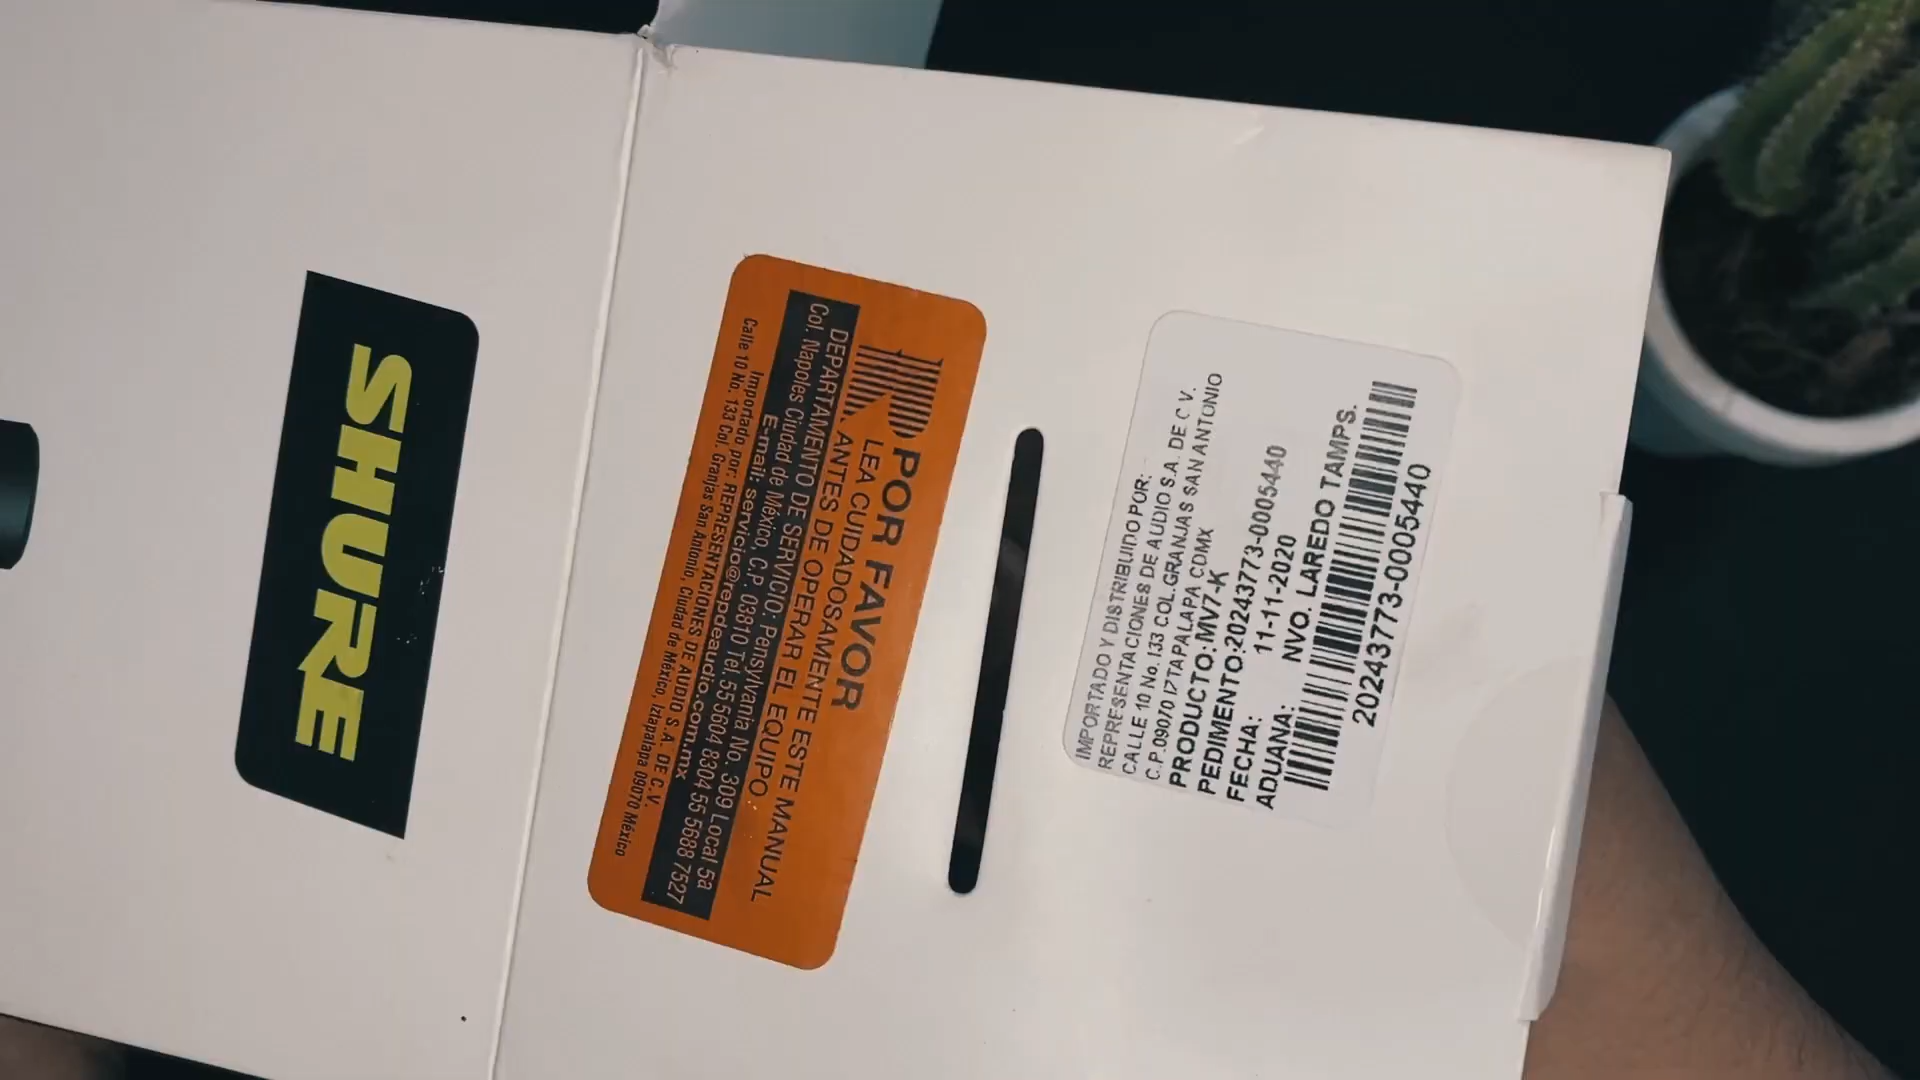 SHURE
POR FAVOR
LEA CUIDADOSAMENTE ESTE MANUAL
ANTES DE OPERAR EL EQUIPO
DEPARTAMENTO DE SERVICIO: Pensylvania No. 309 Local 5a
Col. Napoles Ciudad de México, C.P. 03810 Tel. 55 5604 8304 55 5688 7527
E-mail: servicio@repdeaudio.com.mx
Importado por: REPRESENTACIONES DE AUDIO S.A. DE C.V.
Calle 10 No. 133 Col. Granjas San Antonio, Ciudad de México, Iztapalapa 09070 México
IMPORTADO Y DISTRIBUIDO POR:
REPRESENTACIONES DE AUDIO S.A. DE C V.
CALLE 10 No. 133 COL.GRANJAS SAN ANTONIO
C.P.09070 IZTAPALAPA CDMX
PRODUCTO:MV7-K
PEDIMENTO:20243773-0005440
FECHA: 11-11-2020
ADUANA: NVO. LAREDO TAMPS.
20243773-0005440